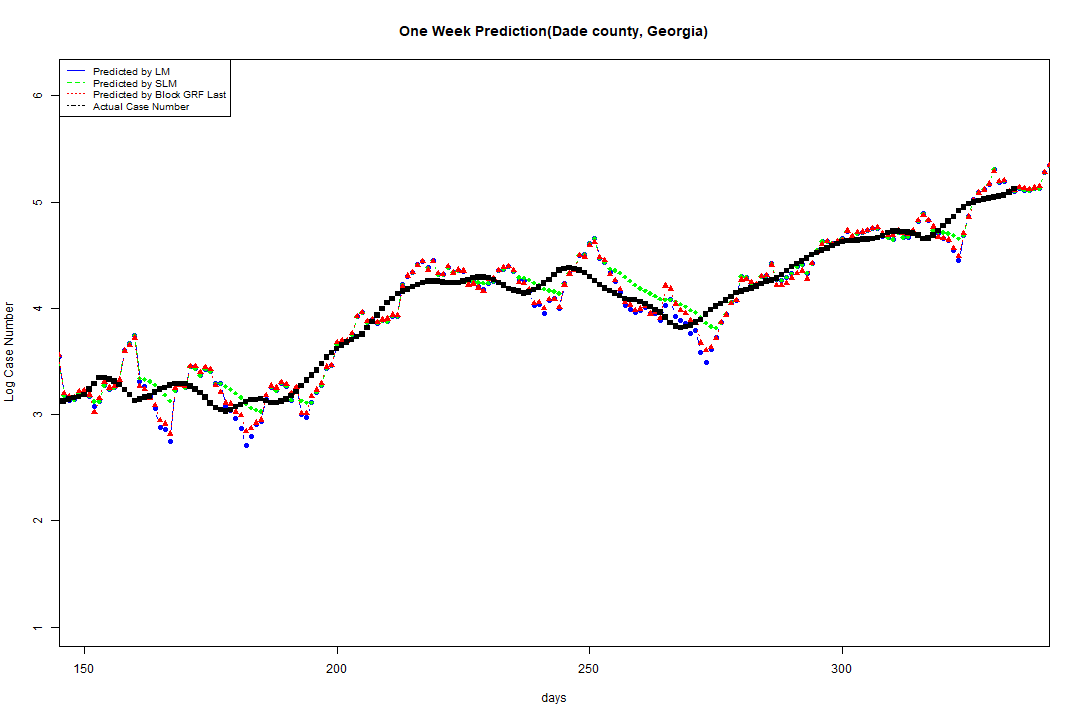 One Week Prediction(Dade county, Georgia)
Predicted by LM
Predicted by SLM
Predicted by Block GRF Last
Actual Case Number
6
5
4
3
2
1
Log Case Number
150 200 250 300
days